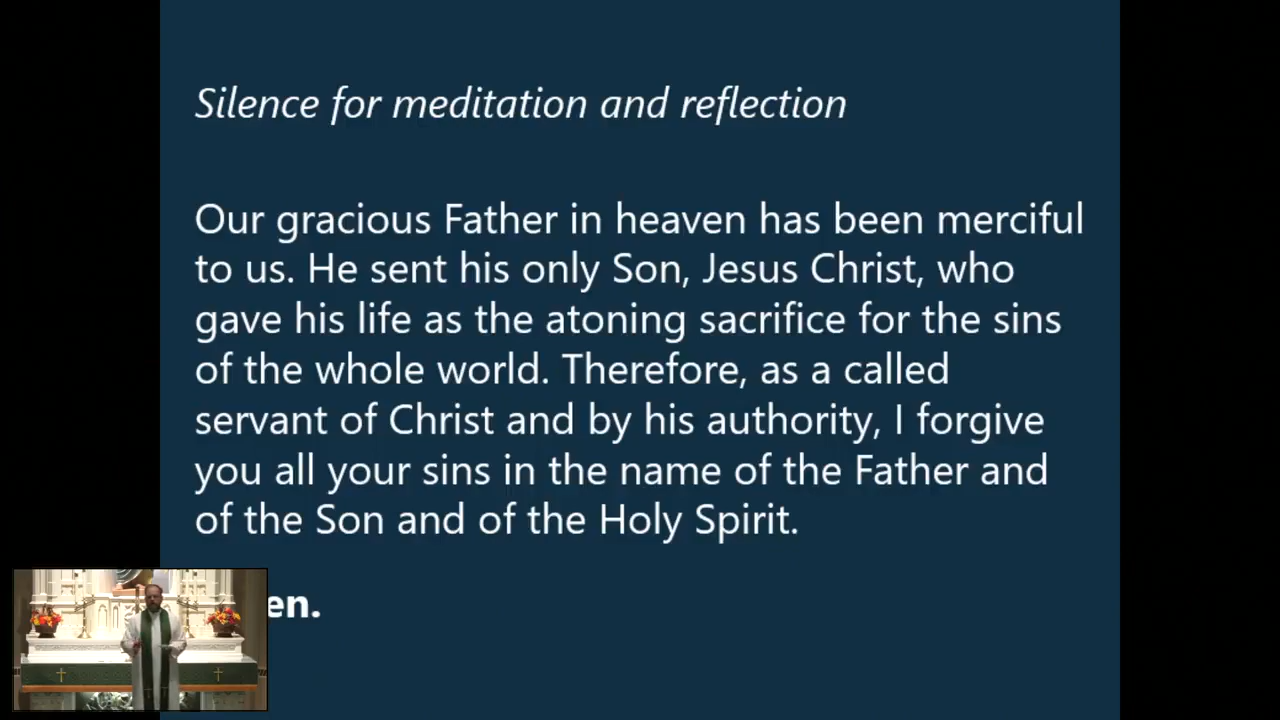 Silence for meditation and reflection
Our gracious Father in heaven has been merciful
to us. He sent his only Son, Jesus Christ, who
gave his life as the atoning sacrifice for the sins
of the whole world. Therefore, as a called
servant of Christ and by his authority, I forgive
you all your sins in the name of the Father and
of the Son and of the Holy Spirit.
en.